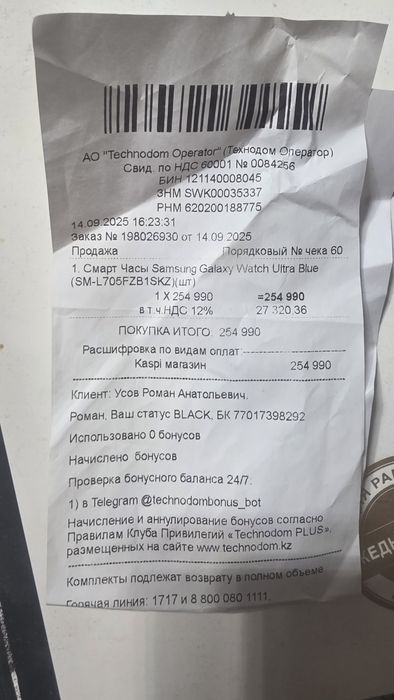 АО "Technodom Operator" (Технодом Оператор)
Свид. по НДС 60001 № 0084256
БИН 121140008045
ЗНМ SWK00035337
РНМ 620200188775
14.09.2025 16:23:31
Заказ № 198026930 от 14.09.2025
Продажа Порядковый № чека 60
1. Смарт Часы Samsung Galaxy Watch Ultra Blue
(SM-L705FZB1SKZ)(шт)
1 X 254 990 =254 990
в т.ч.НДС 12% 27 320,36
ПОКУПКА ИТОГО 254 990
Расшифровка по видам оплат
Kaspi магазин 254 990
Клиент: Усов Роман Анатольевич,
Роман, Ваш статус BLACK, БК 77017398292
Использовано 0 бонусов
Начислено бонусов
Проверка бонусного баланса 24/7.
1) в Telegram @technodombonus_bot
Начисление и аннулирование бонусов согласно
Правилам Клуба Привилегий «Technodom PLUS»,
размещенных на сайте www.technodom.kz
Комплекты подлежат возврату в полном объеме
Горячая линия: 1717 и 8 800 080 1111,